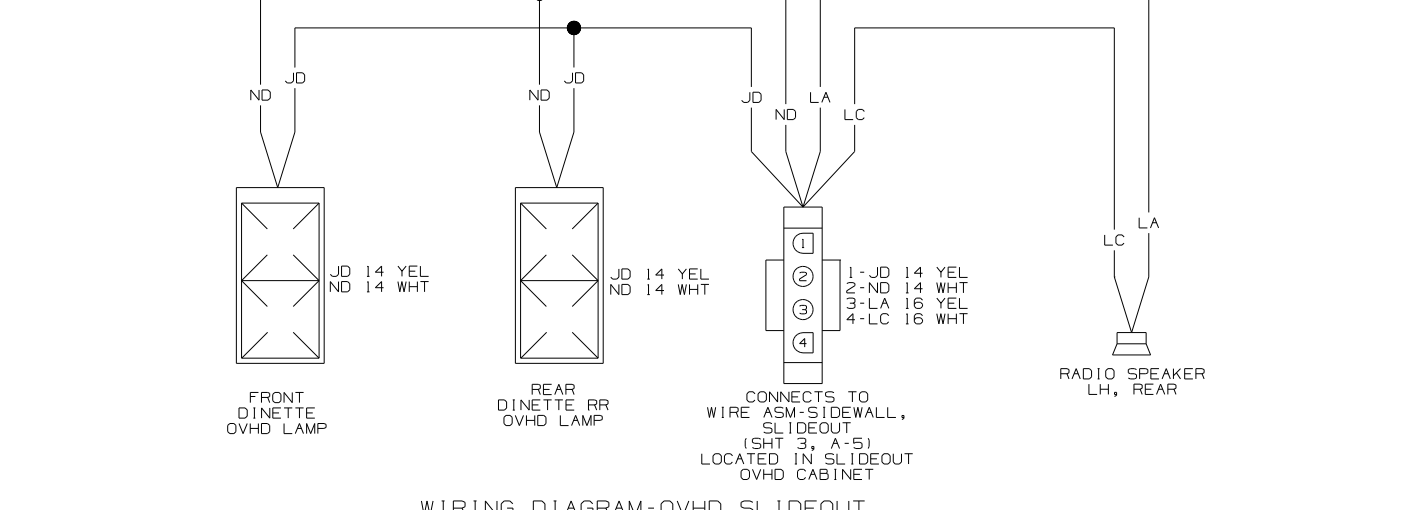 JD
ND
JD
ND
JD
ND
LA
LC
LC
LA
JD 14 YEL
ND 14 WHT
FRONT
DINETTE
OVHD LAMP
JD 14 YEL
ND 14 WHT
REAR
DINETTE RR
OVHD LAMP
1
2
3
4
1-JD 14 YEL
2-ND 14 WHT
3-LA 16 YEL
4-LC 16 WHT
CONNECTS TO
WIRE ASM-SIDEWALL,
SLIDEOUT
(SHT 3, A-5)
LOCATED IN SLIDEOUT
OVHD CABINET
RADIO SPEAKER
LH, REAR
WIRING DIAGRAM-OVHD SLIDEOUT